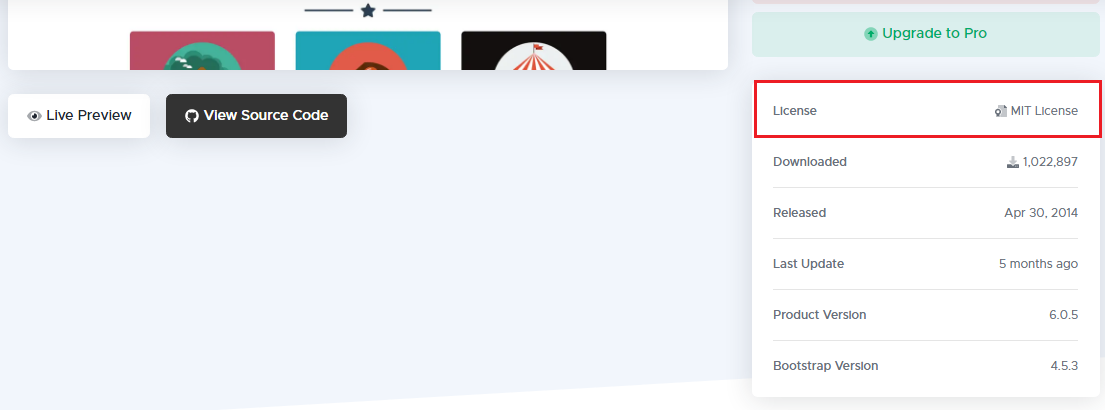 Upgrade to Pro
Live Preview
View Source Code
License MIT License
Downloaded 1,022,897
Released Apr 30, 2014
Last Update 5 months ago
Product Version 6.0.5
Bootstrap Version 4.5.3